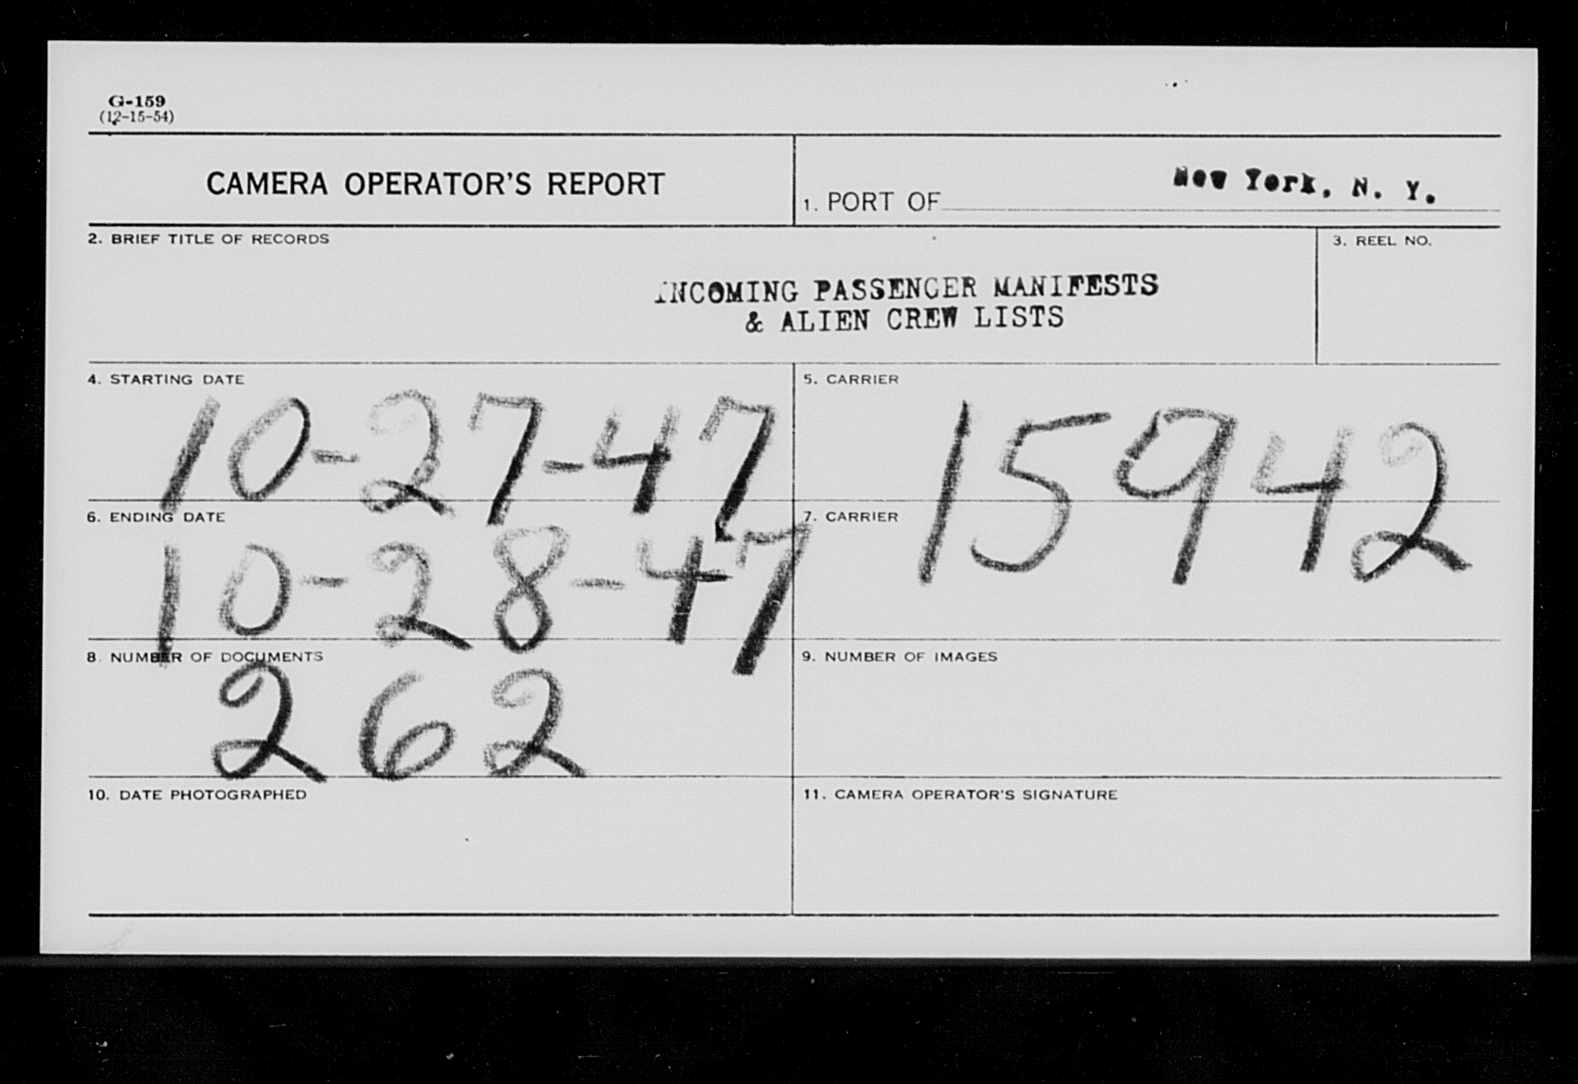 G-159
(12-15-54)
CAMERA OPERATOR'S REPORT
1. PORT OF New York, N. Y.
2. BRIEF TITLE OF RECORDS
INCOMING PASSENGER MANIFESTS
& ALIEN CREW LISTS
3. REEL NO.
4. STARTING DATE
10-27-47
5. CARRIER
15942
6. ENDING DATE
10-28-47
7. CARRIER
8. NUMBER OF DOCUMENTS
262
9. NUMBER OF IMAGES
10. DATE PHOTOGRAPHED
11. CAMERA OPERATOR'S SIGNATURE